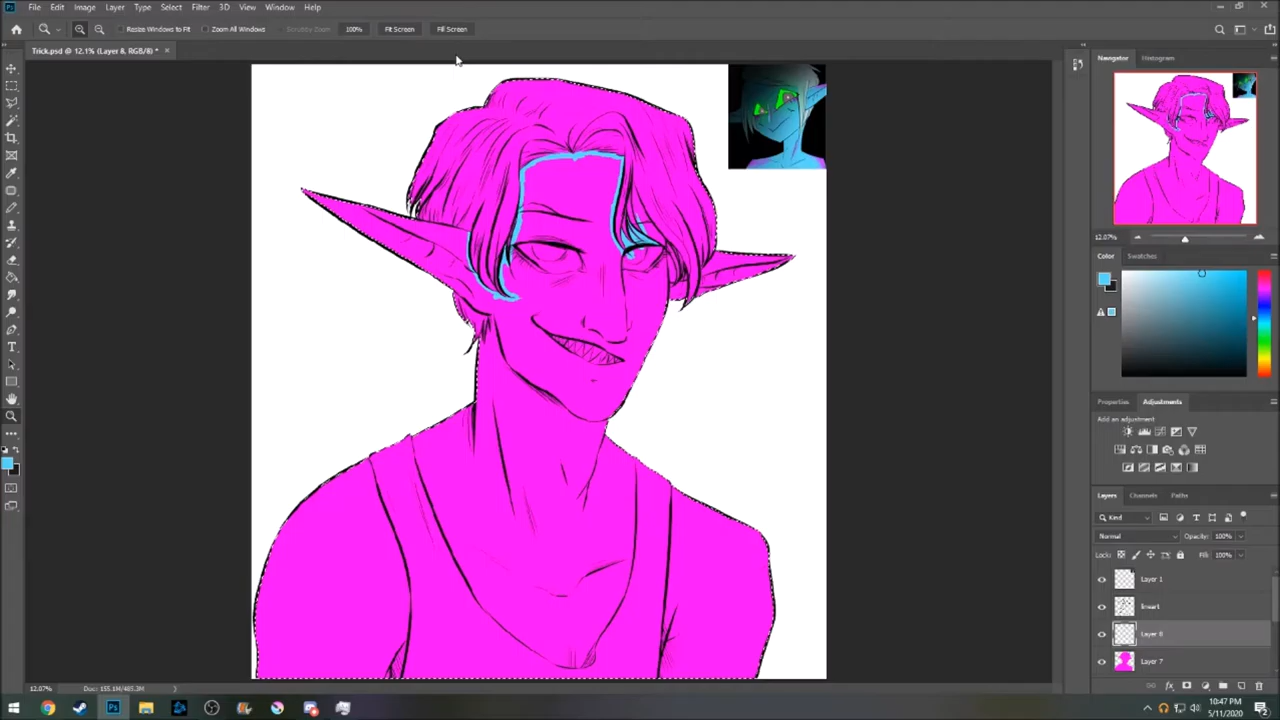 File Edit Image Layer Type Select Filter 3D View Window Help
Resize Windows to Fit Zoom All Windows Scrubby Zoom 100% Fit Screen Fill Screen
Trick.psd @ 12.1% (Layer 8, RGB/8) *
Navigator Histogram
12.07%
Color Swatches
Properties Adjustments
Add an adjustment
Layers Channels Paths
Kind
Normal Opacity: 100%
Locks: Fill: 100%
Layer 1
lineart
Layer 8
Layer 7
12.07% Doc: 155.1M/485.3M
10:47 PM
5/11/2020